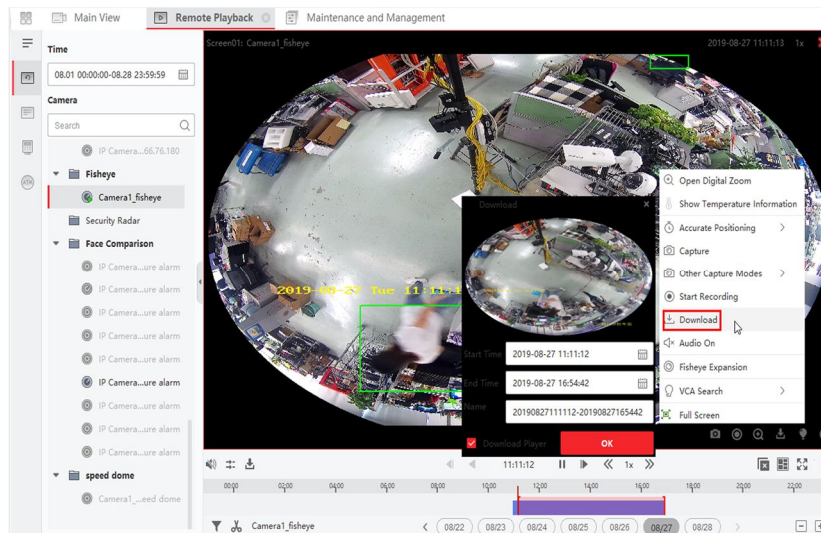 Main View
Remote Playback
Maintenance and Management
Time
08.01 00:00:00-08.28 23:59:59
Camera
Search
IP Camera...66.76.180
Fisheye
Camera1_fisheye
Security Radar
Face Comparison
IP Camera...ure alarm
IP Camera...ure alarm
IP Camera...ure alarm
IP Camera...ure alarm
IP Camera...ure alarm
IP Camera...ure alarm
IP Camera...ure alarm
IP Camera...ure alarm
IP Camera...ure alarm
speed dome
Camera1_...eed dome
ATM
Screen01: Camera1_fisheye
2019-08-27 11:11:13 1x
2019-08-27 Tue 11:11:1
Download
Start Time
2019-08-27 11:11:12
End Time
2019-08-27 16:54:42
Name
20190827111112-20190827165442
Download Player
OK
Open Digital Zoom
Show Temperature Information
Accurate Positioning
Capture
Other Capture Modes
Start Recording
Download
Audio On
Fisheye Expansion
VCA Search
Full Screen
11:11:12
1x
00:00 02:00 04:00 06:00 08:00 10:00 12:00 14:00 16:00 18:00 20:00 22:00
Camera1_fisheye
08/22 08/23 08/24 08/25 08/26 08/27 08/28